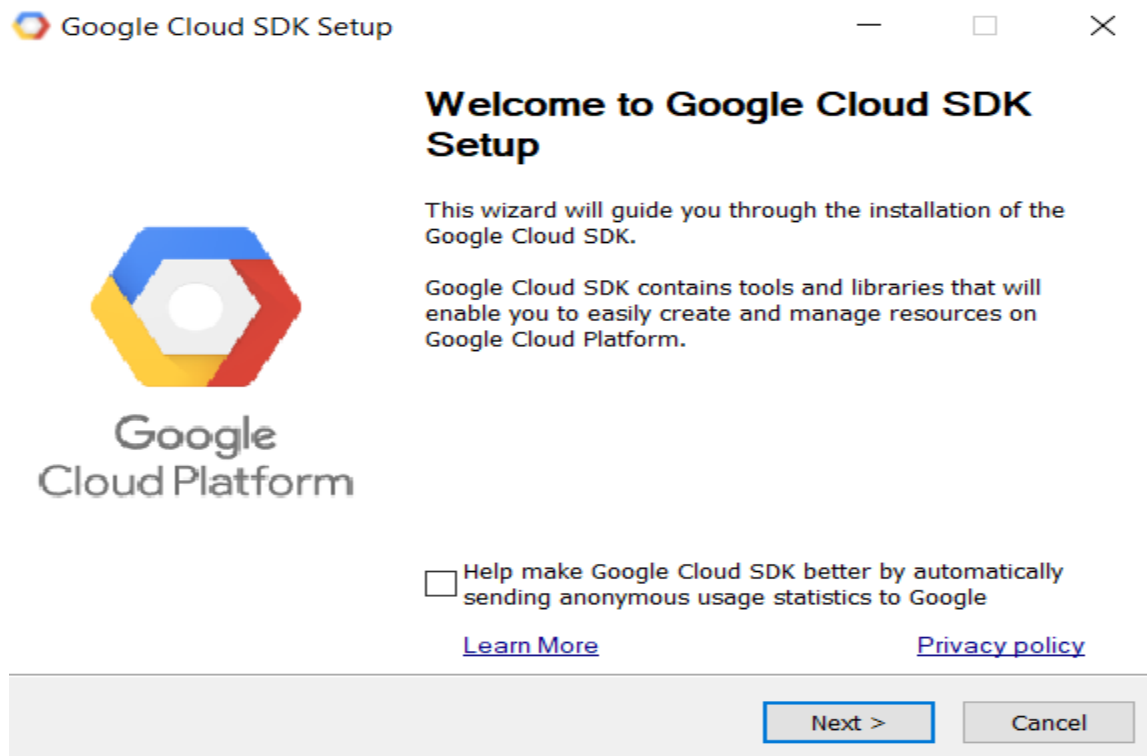 Google Cloud SDK Setup
Welcome to Google Cloud SDK
Setup
This wizard will guide you through the installation of the
Google Cloud SDK.
Google Cloud SDK contains tools and libraries that will
enable you to easily create and manage resources on
Google Cloud Platform.
Google
Cloud Platform
Help make Google Cloud SDK better by automatically
sending anonymous usage statistics to Google
Learn More
Privacy policy
Next >
Cancel